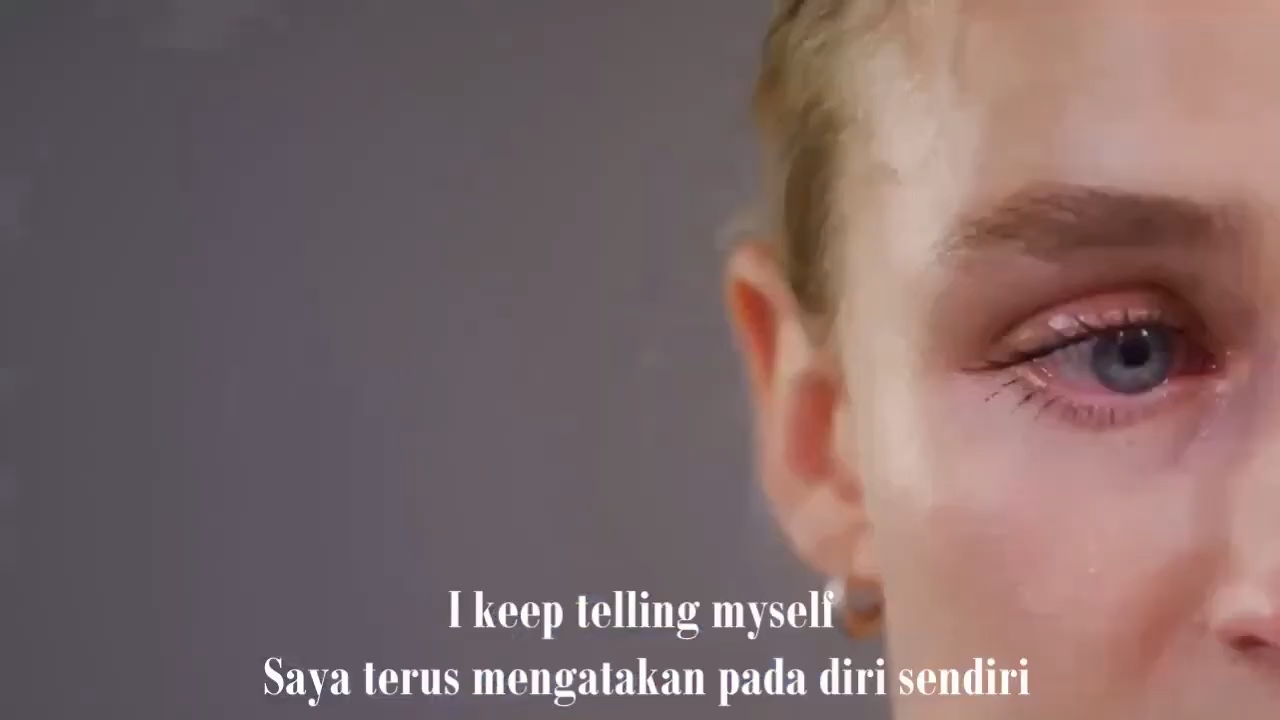 I keep telling myself
Saya terus mengatakan pada diri sendiri